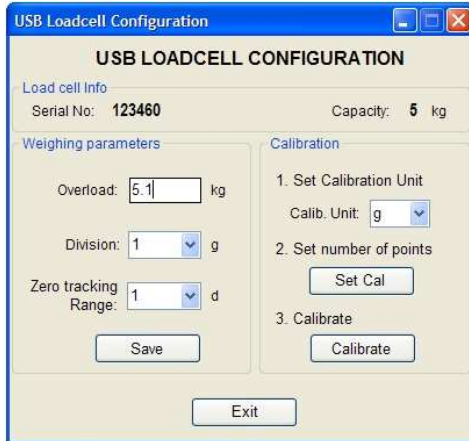 USB Loadcell Configuration
USB LOADCELL CONFIGURATION
Load cell Info
Serial No: 123460 Capacity: 5 kg
Weighing parameters
Overload: 5.1 kg
Division: 1 g
Zero tracking
Range: 1 d
Save
Calibration
1. Set Calibration Unit
Calib. Unit: g
2. Set number of points
Set Cal
3. Calibrate
Calibrate
Exit